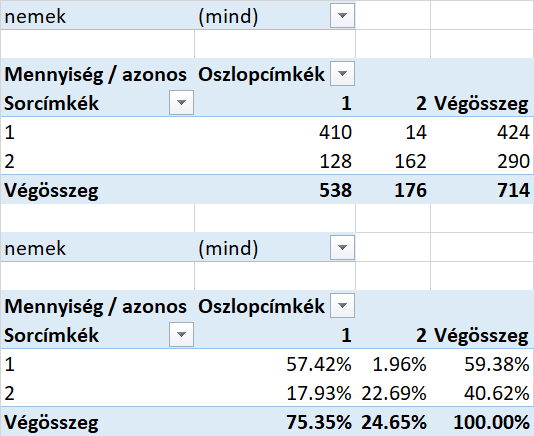 nemek (mind)
Mennyiség / azonos Oszlopcímkék
Sorcímkék 1 2 Végösszeg
1 410 14 424
2 128 162 290
Végösszeg 538 176 714
nemek (mind)
Mennyiség / azonos Oszlopcímkék
Sorcímkék 1 2 Végösszeg
1 57.42% 1.96% 59.38%
2 17.93% 22.69% 40.62%
Végösszeg 75.35% 24.65% 100.00%